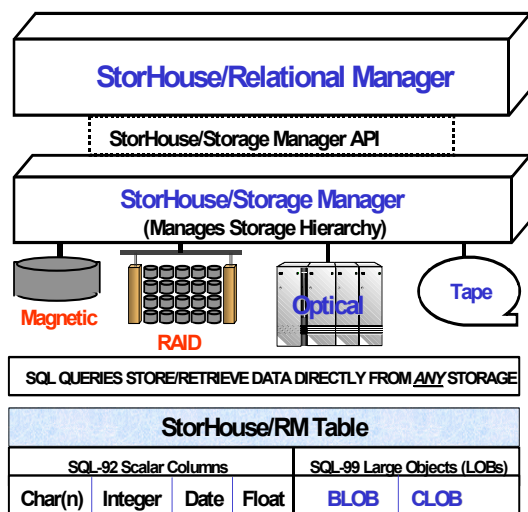 StorHouse/Relational Manager
StorHouse/Storage Manager API
StorHouse/Storage Manager
(Manages Storage Hierarchy)
Magnetic
RAID
Optical
Tape
SQL QUERIES STORE/RETRIEVE DATA DIRECTLY FROM ANY STORAGE
StorHouse/RM Table
SQL-92 Scalar Columns
SQL-99 Large Objects (LOBs)
Char(n) Integer Date Float BLOB CLOB